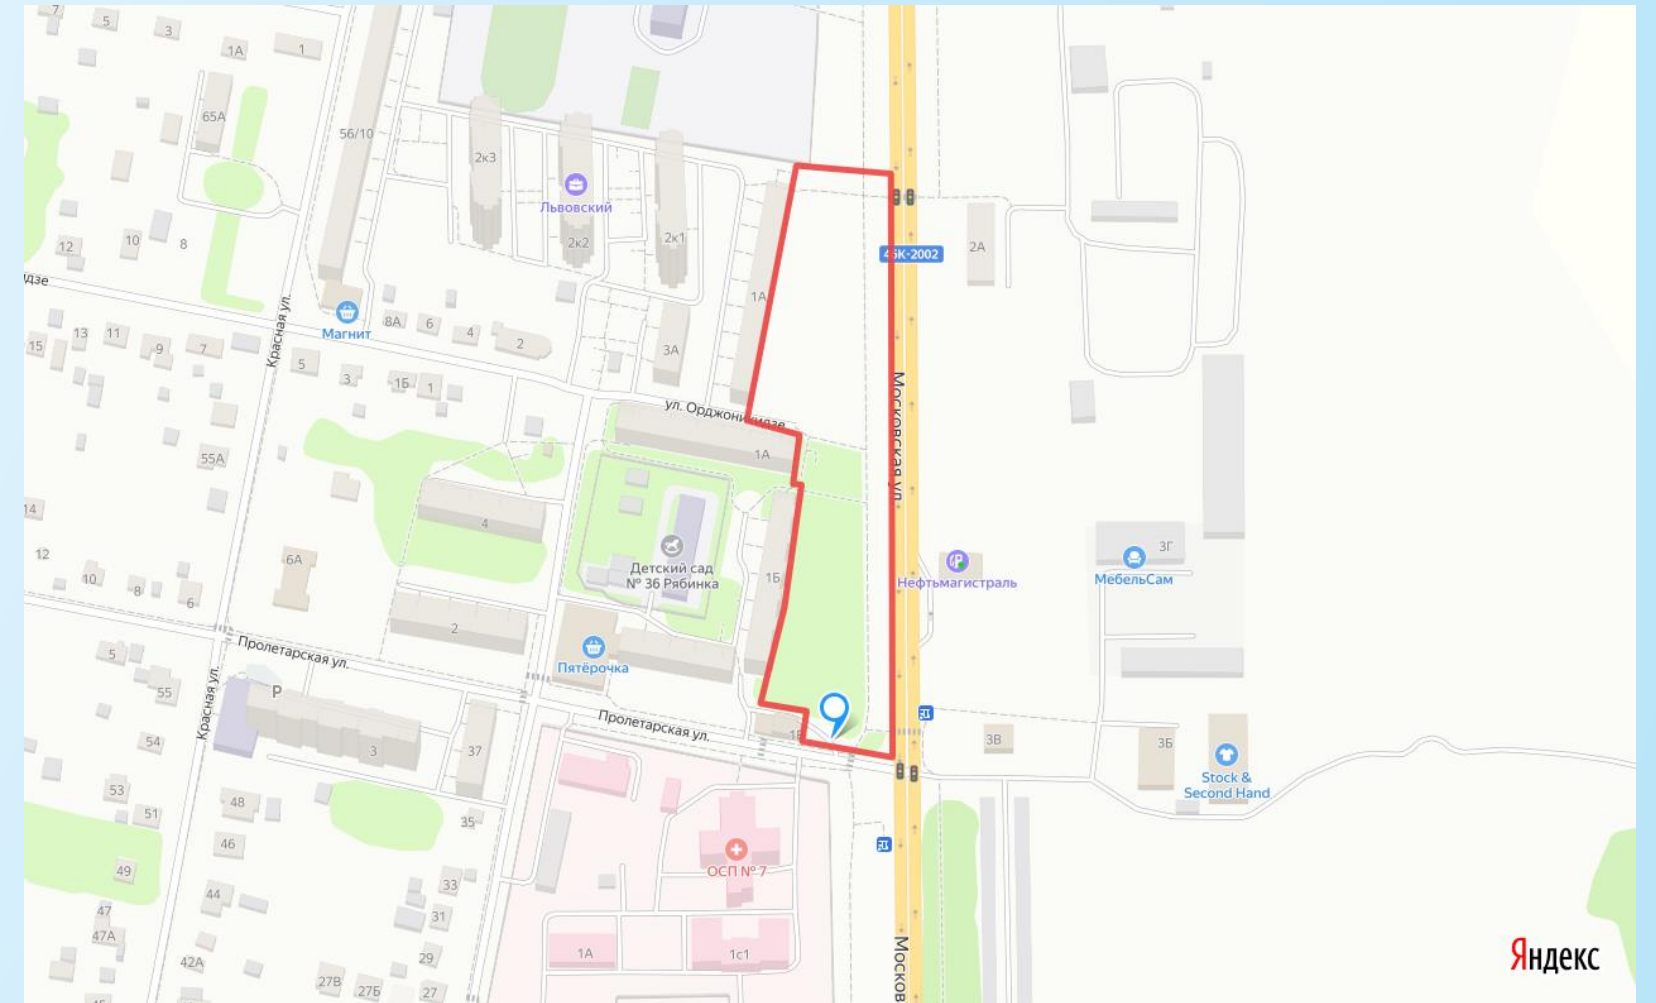 7
5
3
1А
1
65А
56/10
2к3
Львовский
2к2
2к1
12
10
8
2А
46К-2002
1А
Красная ул.
Магнит
8А
6
4
2
3А
15
13
11
9
7
5
3
1Б
1
ул. Орджоникидзе
Московская ул.
55А
1А
14
4
12
6А
10
8
6
Детский сад
№ 36 Рябинка
1Б
Нефтьмагистраль
3Г
МебельСам
2
Пролетарская ул.
Пятёрочка
5
55
Красная ул.
P
Пролетарская ул.
54
3
37
3В
3Б
Stock &
Second Hand
53
51
48
35
46
49
ОСП № 7
44
33
47
31
47А
42А
29
1А
1с1
27В
27Б
27
Москов
Яндекс